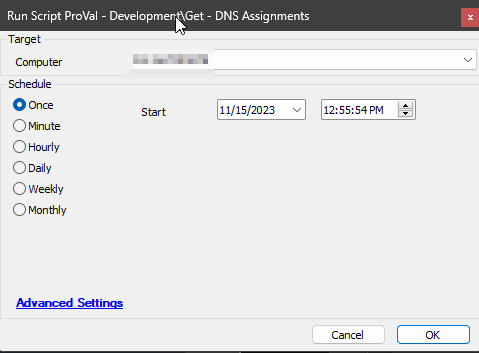 Run Script ProVal - Development\Get - DNS Assignments
x
Target
Computer
Schedule
Once
Start
11/15/2023
12:55:54 PM
Minute
Hourly
Daily
Weekly
Monthly
Advanced Settings
Cancel
OK